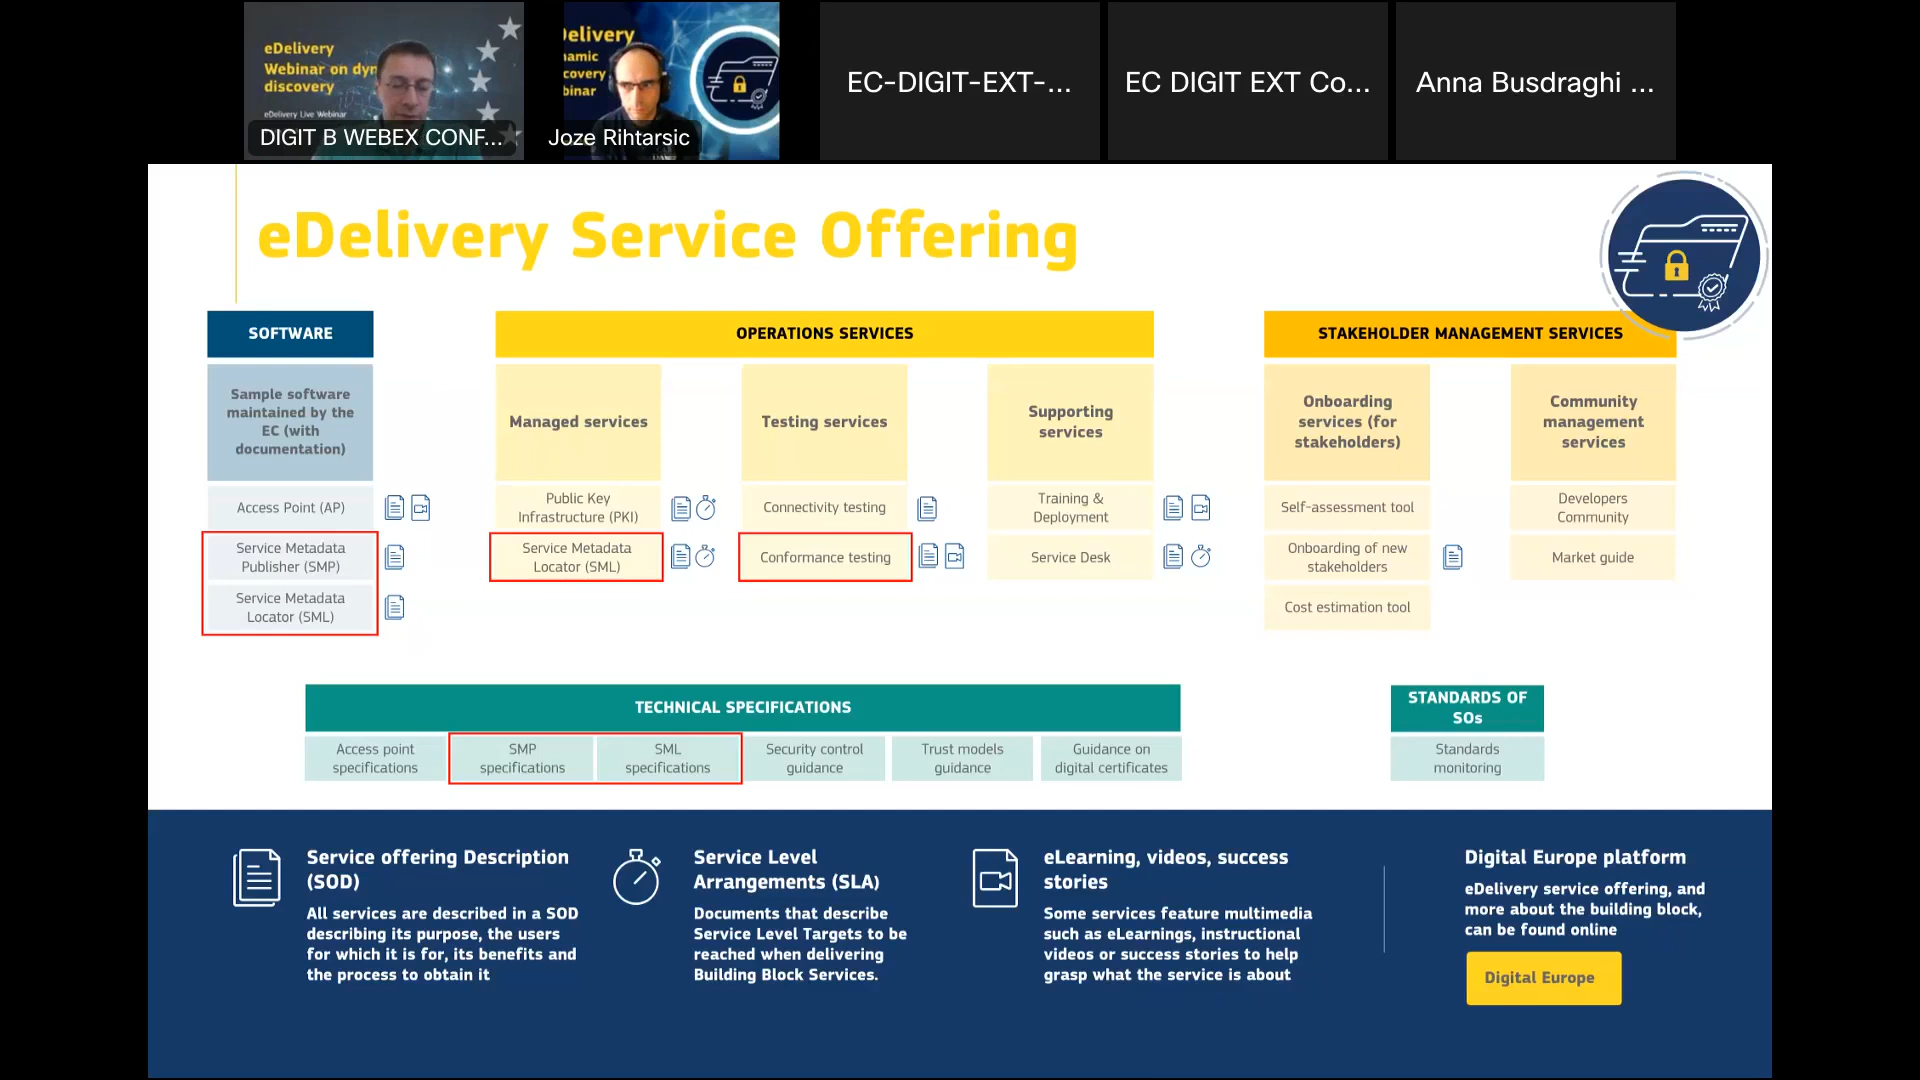 eDelivery
Webinar on dyn
discovery
eDelivery Live Webinar
DIGIT B WEBEX CONF...
Delivery
namic
covery
binar
Joze Rihtarsic
EC-DIGIT-EXT-...
EC DIGIT EXT Co...
Anna Busdraghi ...
eDelivery Service Offering
SOFTWARE
Sample software
maintained by the
EC (with
documentation)
Access Point (AP)
Service Metadata
Publisher (SMP)
Service Metadata
Locator (SML)
OPERATIONS SERVICES
Managed services
Public Key
Infrastructure (PKI)
Service Metadata
Locator (SML)
Testing services
Connectivity testing
Conformance testing
Supporting
services
Training &
Deployment
Service Desk
STAKEHOLDER MANAGEMENT SERVICES
Onboarding
services (for
stakeholders)
Self-assessment tool
Onboarding of new
stakeholders
Cost estimation tool
Community
management
services
Developers
Community
Market guide
TECHNICAL SPECIFICATIONS
Access point
specifications
SMP
specifications
SML
specifications
Security control
guidance
Trust models
guidance
Guidance on
digital certificates
STANDARDS OF
SOs
Standards
monitoring
Service offering Description
(SOD)
All services are described in a SOD
describing its purpose, the users
for which it is for, its benefits and
the process to obtain it
Service Level
Arrangements (SLA)
Documents that describe
Service Level Targets to be
reached when delivering
Building Block Services.
eLearning, videos, success
stories
Some services feature multimedia
such as eLearnings, instructional
videos or success stories to help
grasp what the service is about
Digital Europe platform
eDelivery service offering, and
more about the building block,
can be found online
Digital Europe